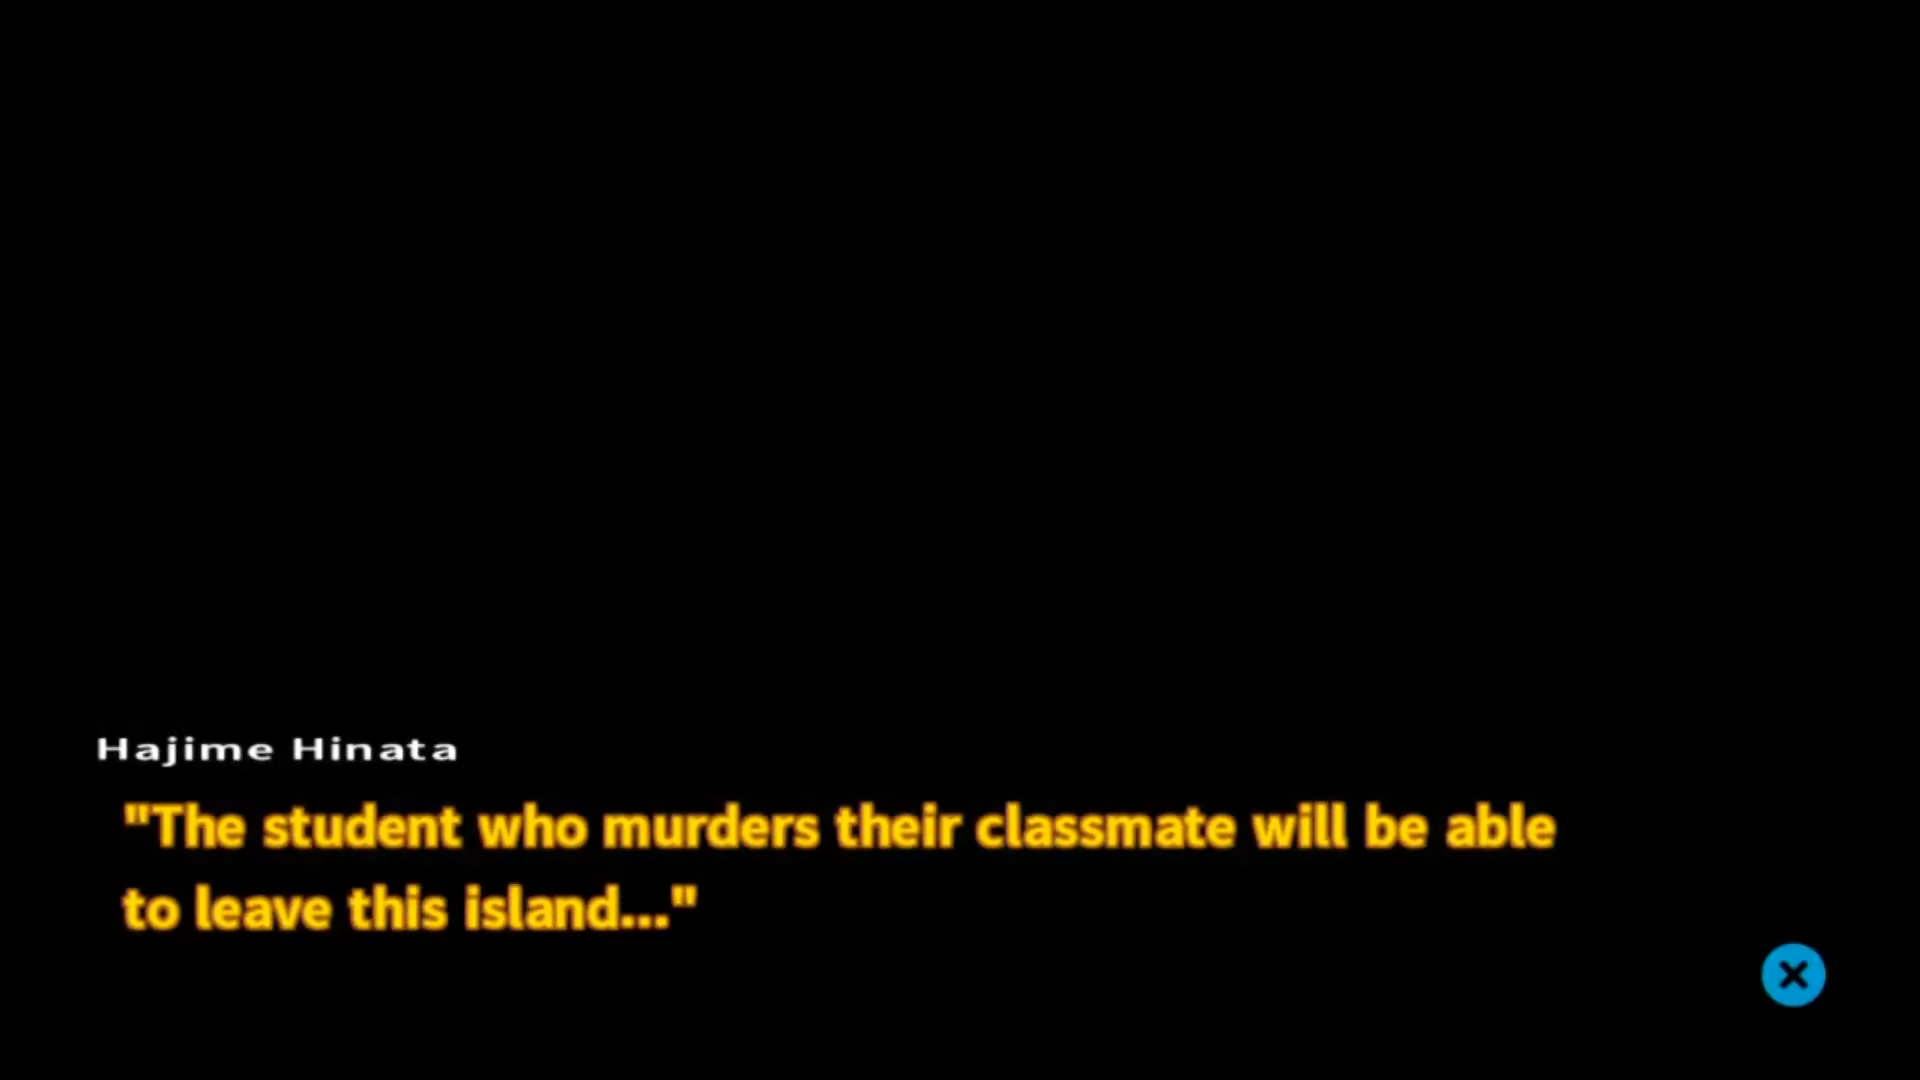 Hajime Hinata
"The student who murders their classmate will be able
to leave this island..."